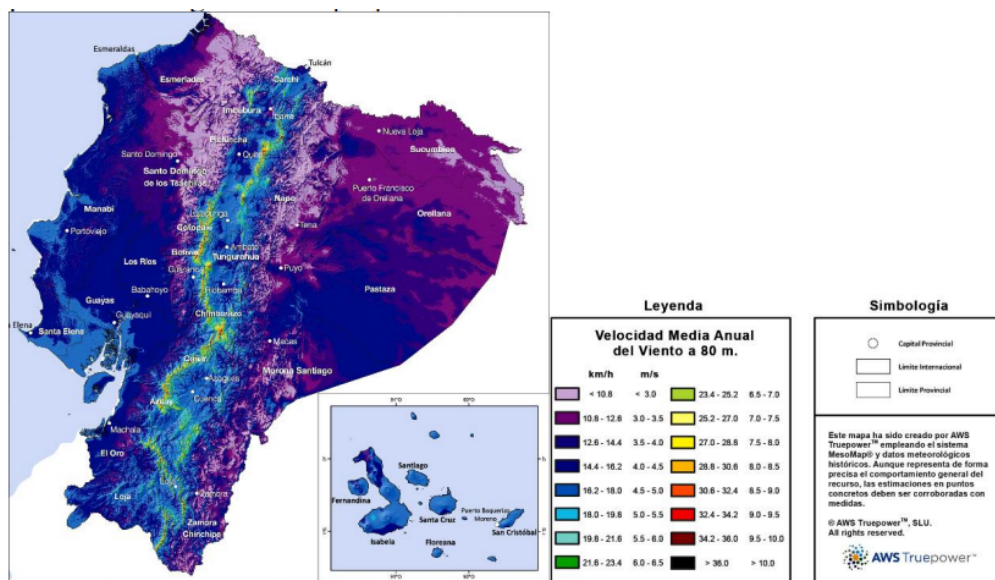 Esmeraldas
Tulcán
Esmeraldas
Carchi
Imbabura
Ibarra
Pichincha
Nueva Loja
Quito
Sucumbios
Santo Domingo
Santo Domingo
de los Tsáchilas
Puerto Francisco
de Orellana
Napo
Manabí
Latacunga
Orellana
Cotopaxi
Tena
Portoviejo
Ambato
Los Ríos
Bolívar
Tungurahua
Puyo
Guaranda
Pastaza
Babahoyo
Riobamba
Guayas
Chimborazo
Guayaquil
Elena
Santa Elena
Macas
Cañar
Morona Santiago
Azogues
Cuenca
Azuay
Machala
El Oro
Loja
Zamora
Zamora
Chinchipe
Santiago
Fernandina
Santa Cruz
Puerto Baquerizo
Moreno
Isabela
Floreana
San Cristóbal
Leyenda
Velocidad Media Anual
del Viento a 80 m.
km/h m/s
< 10.8 < 3.0 23.4 - 25.2 6.5 - 7.0
10.8 - 12.6 3.0 - 3.5 25.2 - 27.0 7.0 - 7.5
12.6 - 14.4 3.5 - 4.0 27.0 - 28.8 7.5 - 8.0
14.4 - 16.2 4.0 - 4.5 28.8 - 30.6 8.0 - 8.5
16.2 - 18.0 4.5 - 5.0 30.6 - 32.4 8.5 - 9.0
18.0 - 19.8 5.0 - 5.5 32.4 - 34.2 9.0 - 9.5
19.8 - 21.6 5.5 - 6.0 34.2 - 36.0 9.5 - 10.0
21.6 - 23.4 6.0 - 6.5 > 36.0 > 10.0
Simbología
Capital Provincial
Límite Internacional
Límite Provincial
Este mapa ha sido creado por AWS
Truepower™ empleando el sistema
MesoMap® y datos meteorológicos
históricos. Aunque representa de forma
precisa el comportamiento general del
recurso, las estimaciones en puntos
concretos deben ser corroboradas con
medidas.
© AWS Truepower™, SLU.
All rights reserved.
AWS Truepower™